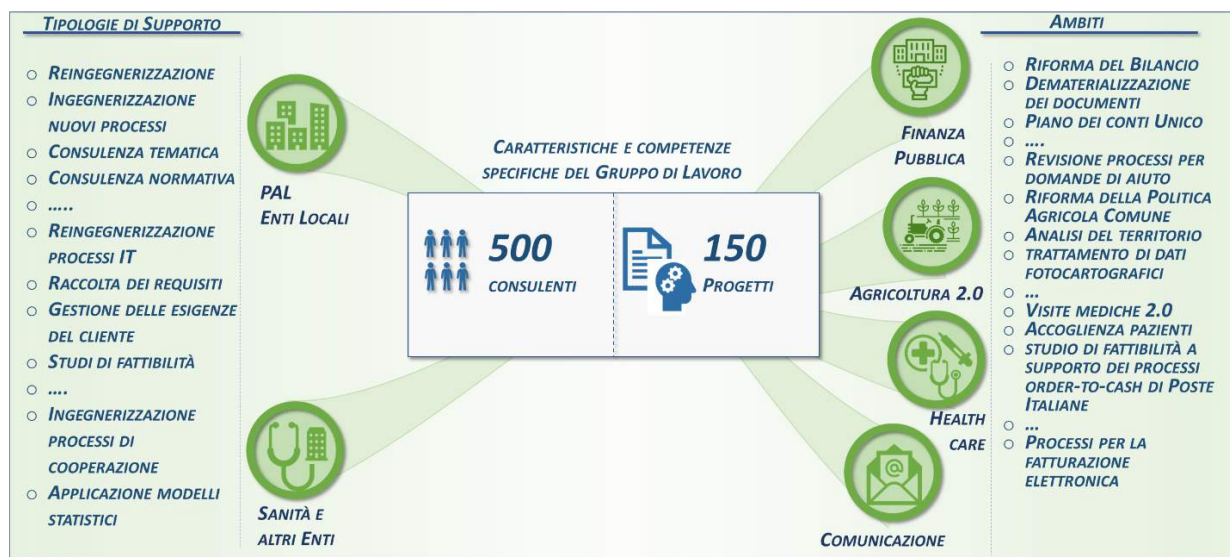 TIPOLOGIE DI SUPPORTO
○ REINGEGNERIZZAZIONE
○ INGEGNERIZZAZIONE
NUOVI PROCESSI
○ CONSULENZA TEMATICA
○ CONSULENZA NORMATIVA
○ .....
○ REINGEGNERIZZAZIONE
PROCESSI IT
○ RACCOLTA DEI REQUISITI
○ GESTIONE DELLE ESIGENZE
DEL CLIENTE
○ STUDI DI FATTIBILITÀ
○ ....
○ INGEGNERIZZAZIONE
PROCESSI DI
COOPERAZIONE
○ APPLICAZIONE MODELLI
STATISTICI
PAL
ENTI LOCALI
SANITÀ E
ALTRI ENTI
CARATTERISTICHE E COMPETENZE
SPECIFICHE DEL GRUPPO DI LAVORO
500
CONSULENTI
150
PROGETTI
FINANZA
PUBBLICA
AGRICOLTURA 2.0
HEALTH
CARE
@
COMUNICAZIONE
AMBITI
○ RIFORMA DEL BILANCIO
○ DEMATERIALIZZAZIONE
DEI DOCUMENTI
○ PIANO DEI CONTI UNICO
○ ....
○ REVISIONE PROCESSI PER
DOMANDE DI AIUTO
○ RIFORMA DELLA POLITICA
AGRICOLA COMUNE
○ ANALISI DEL TERRITORIO
○ TRATTAMENTO DI DATI
FOTOCARTOGRAFICI
○ ...
○ VISITE MEDICHE 2.0
○ ACCOGLIENZA PAZIENTI
○ STUDIO DI FATTIBILITÀ A
SUPPORTO DEI PROCESSI
ORDER-TO-CASH DI POSTE
ITALIANE
○ ...
○ PROCESSI PER LA
FATTURAZIONE
ELETTRONICA